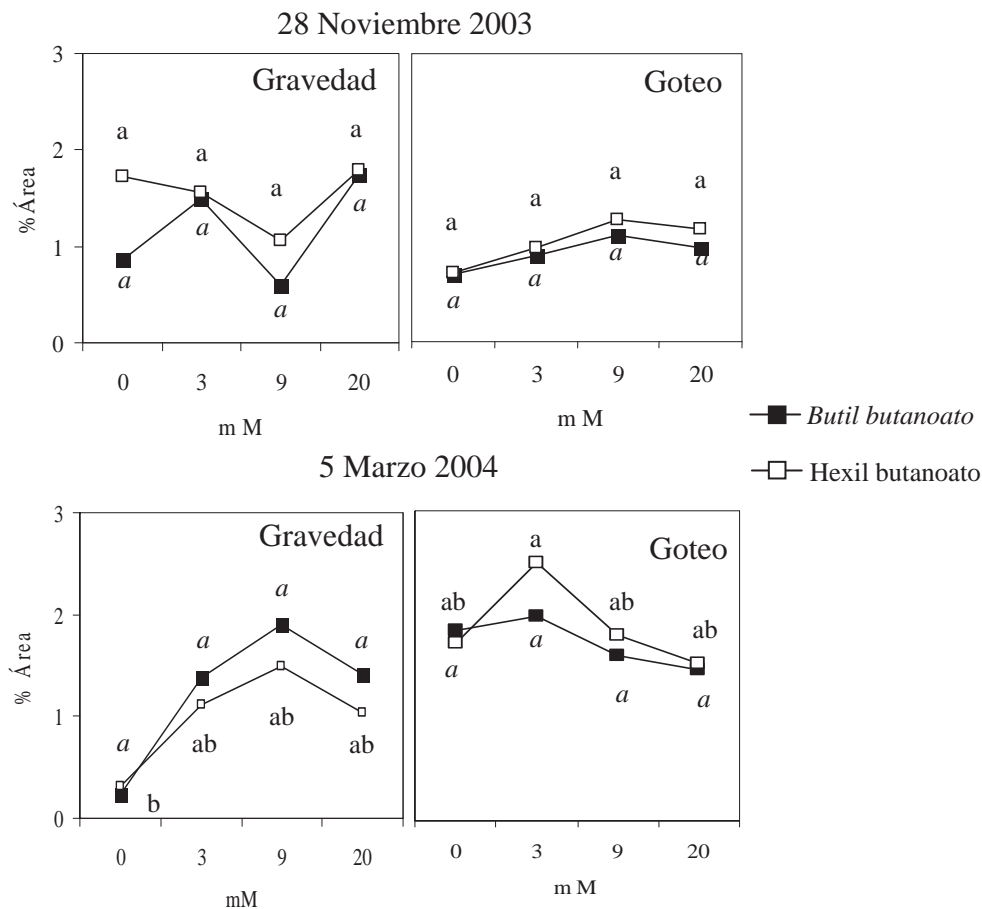 28 Noviembre 2003
Gravedad
Goteo
% Área
3
2
1
0
a a a a
a a a a
a a a a
a a a a
0 3 9 20
0 3 9 20
m M
m M
Butil butanoato
Hexil butanoato
5 Marzo 2004
Gravedad
Goteo
% Área
3
2
1
0
a a a a
b ab ab ab
ab a ab ab
a a a a
0 3 9 20
0 3 9 20
mM
m M